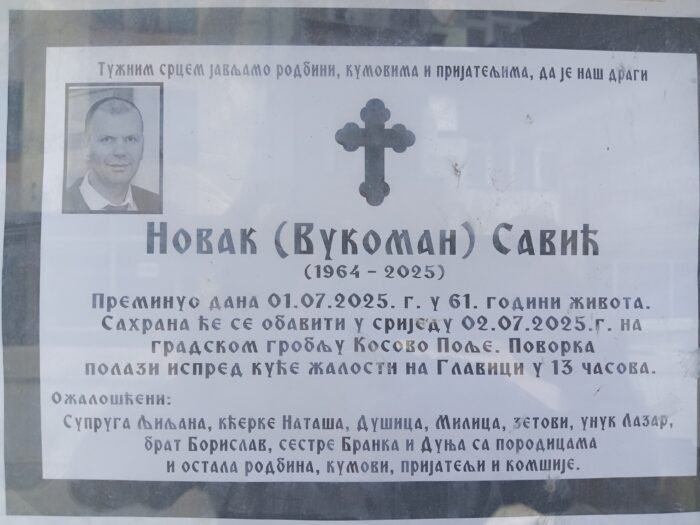 Тужним срцем јављамо родбини, кумовима и пријатељима, да је наш драги
Новак (Вукоман) Савић
(1964 - 2025)
Преминуо дана 01.07.2025. г. у 61. години живота.
Сахрана ће се обавити у сриједу 02.07.2025.г. на
градском гробљу Косово Поље. Поворка
полази испред куће жалости на Главици у 13 часова.
Ожалошћени:
Супруга Љиљана, кћерке Наташа, Душица, Милица, зетови, унук Лазар,
брат Борислав, сестре Бранка и Дуња са породицама
и остала родбина, кумови, пријатељи и комшије.